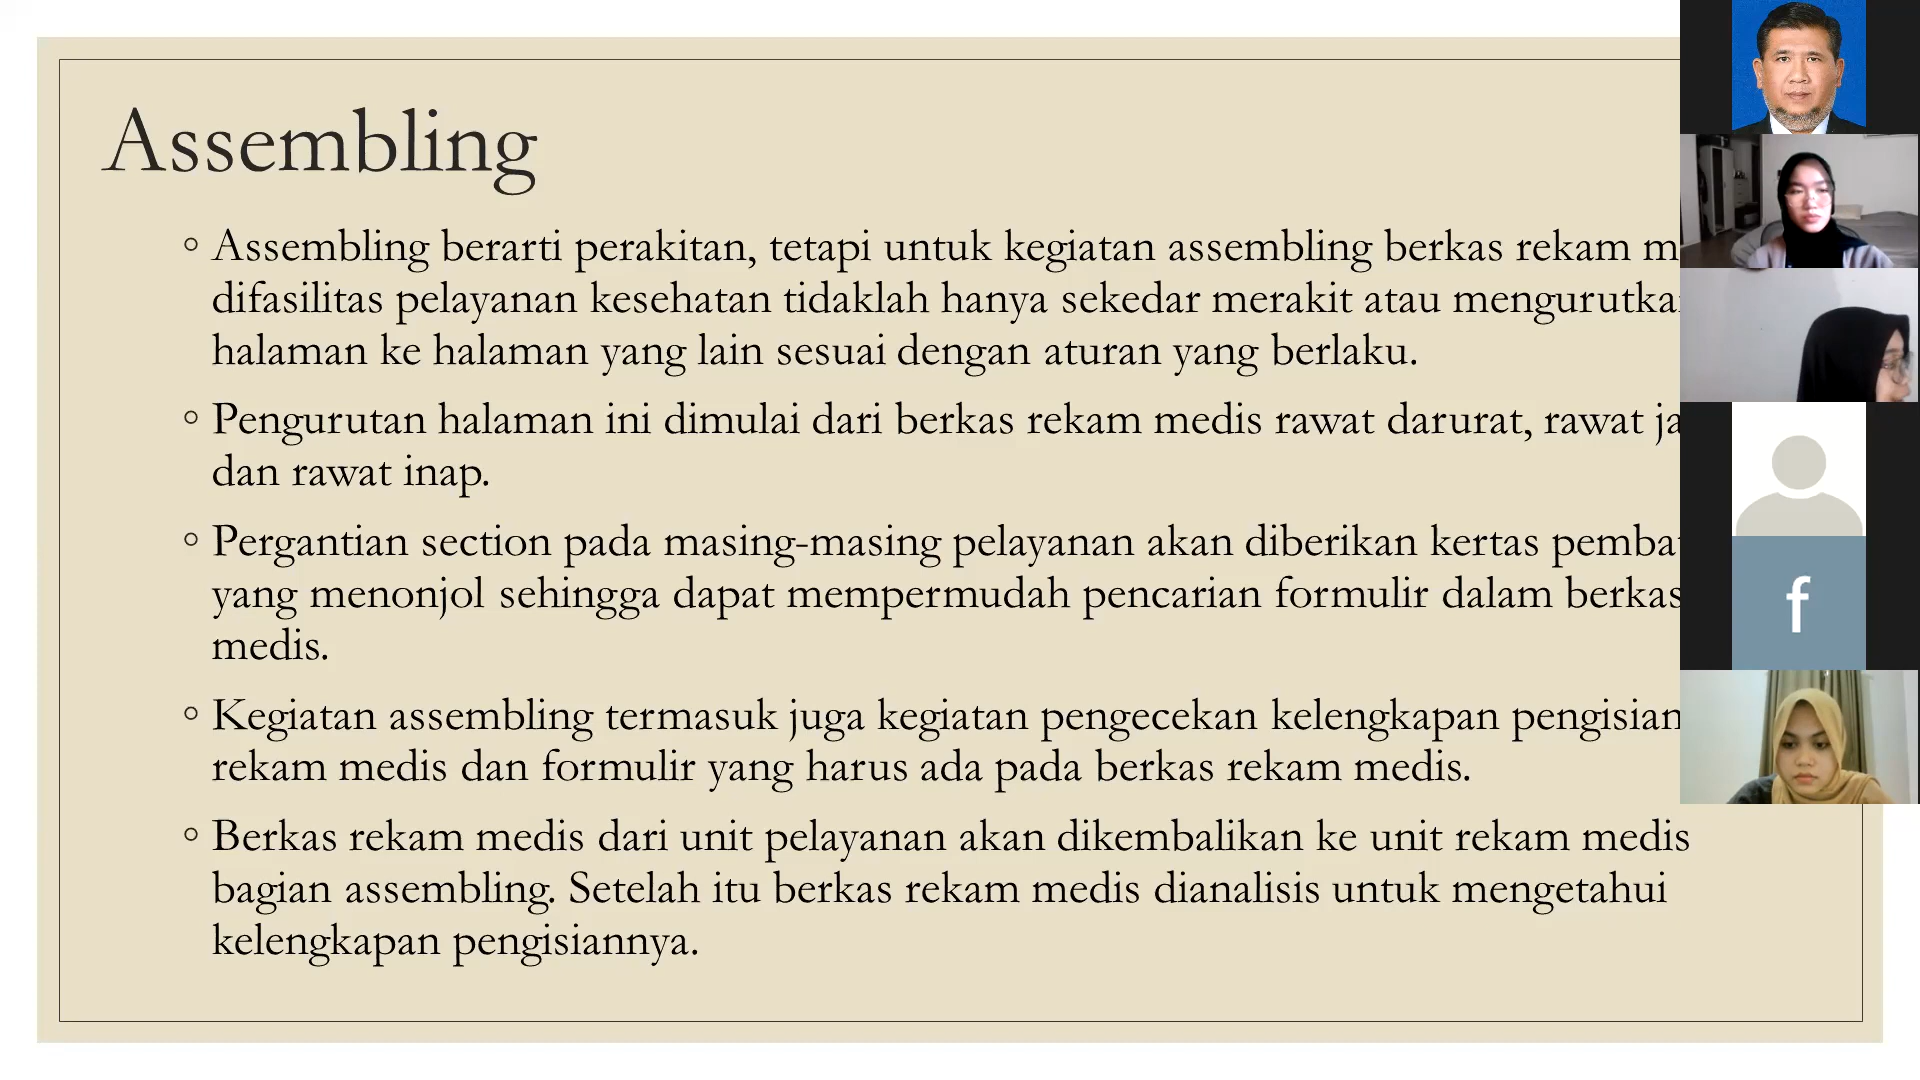 Assembling
◦ Assembling berarti perakitan, tetapi untuk kegiatan assembling berkas rekam
difasilitas pelayanan kesehatan tidaklah hanya sekedar merakit atau
halaman ke halaman yang lain sesuai dengan aturan yang berlaku.
◦ Pengurutan halaman ini dimulai dari berkas rekam medis rawat darurat, rawat
dan rawat inap.
◦ Pergantian section pada masing-masing pelayanan akan diberikan kertas
yang menonjol sehingga dapat mempermudah pencarian formulir dalam berkas
medis.
◦ Kegiatan assembling termasuk juga kegiatan pengecekan kelengkapan pengisian
rekam medis dan formulir yang harus ada pada berkas rekam medis.
◦ Berkas rekam medis dari unit pelayanan akan dikembalikan ke unit rekam medis
bagian assembling. Setelah itu berkas rekam medis dianalisis untuk mengetahui
kelengkapan pengisiannya.
f